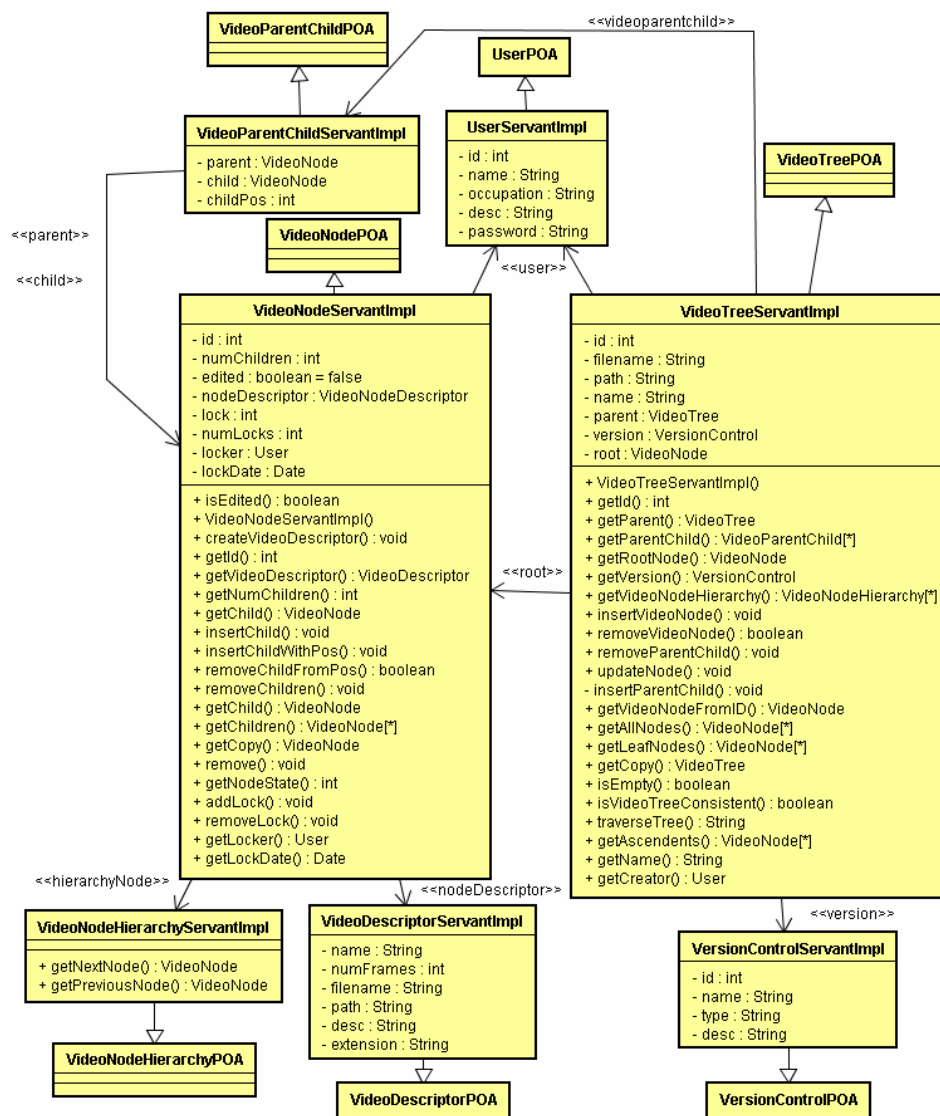 VideoParentChildPOA
<<videoparentchild>>
UserPOA
VideoParentChildServantImpl
- parent : VideoNode
- child : VideoNode
- childPos : int
UserServantImpl
- id : int
- name : String
- occupation : String
- desc : String
- password : String
VideoTreePOA
<<parent>>
<<child>>
VideoNodePOA
<<user>>
VideoNodeServantImpl
- id : int
- numChildren : int
- edited : boolean = false
- nodeDescriptor : VideoNodeDescriptor
- lock : int
- numLocks : int
- locker : User
- lockDate : Date
+ isEdited() : boolean
+ VideoNodeServantImpl()
+ createVideoDescriptor() : void
+ getId() : int
+ getVideoDescriptor() : VideoDescriptor
+ getNumChildren() : int
+ getChild() : VideoNode
+ insertChild() : void
+ insertChildWithPos() : void
+ removeChildFromPos() : boolean
+ removeChildren() : void
+ getChild() : VideoNode
+ getChildren() : VideoNode[*]
+ getCopy() : VideoNode
+ remove() : void
+ getNodeState() : int
+ addLock() : void
+ removeLock() : void
+ getLocker() : User
+ getLockDate() : Date
<<root>>
VideoTreeServantImpl
- id : int
- filename : String
- path : String
- name : String
- parent : VideoTree
- version : VersionControl
- root : VideoNode
+ VideoTreeServantImpl()
+ getId() : int
+ getParent() : VideoTree
+ getParentChild() : VideoParentChild[*]
+ getRootNode() : VideoNode
+ getVersion() : VersionControl
+ getVideoNodeHierarchy() : VideoNodeHierarchy[*]
+ insertVideoNode() : void
+ removeVideoNode() : boolean
+ removeParentChild() : void
+ updateNode() : void
- insertParentChild() : void
+ getVideoNodeFromID() : VideoNode
+ getAllNodes() : VideoNode[*]
+ getLeafNodes() : VideoNode[*]
+ getCopy() : VideoTree
+ isEmpty() : boolean
+ isVideoTreeConsistent() : boolean
+ traverseTree() : String
+ getAscendents() : VideoNode[*]
+ getName() : String
+ getCreator() : User
<<hierarchyNode>>
<<nodeDescriptor>>
<<version>>
VideoNodeHierarchyServantImpl
+ getNextNode() : VideoNode
+ getPreviousNode() : VideoNode
VideoDescriptorServantImpl
- name : String
- numFrames : int
- filename : String
- path : String
- desc : String
- extension : String
VersionControlServantImpl
- id : int
- name : String
- type : String
- desc : String
VideoNodeHierarchyPOA
VideoDescriptorPOA
VersionControlPOA